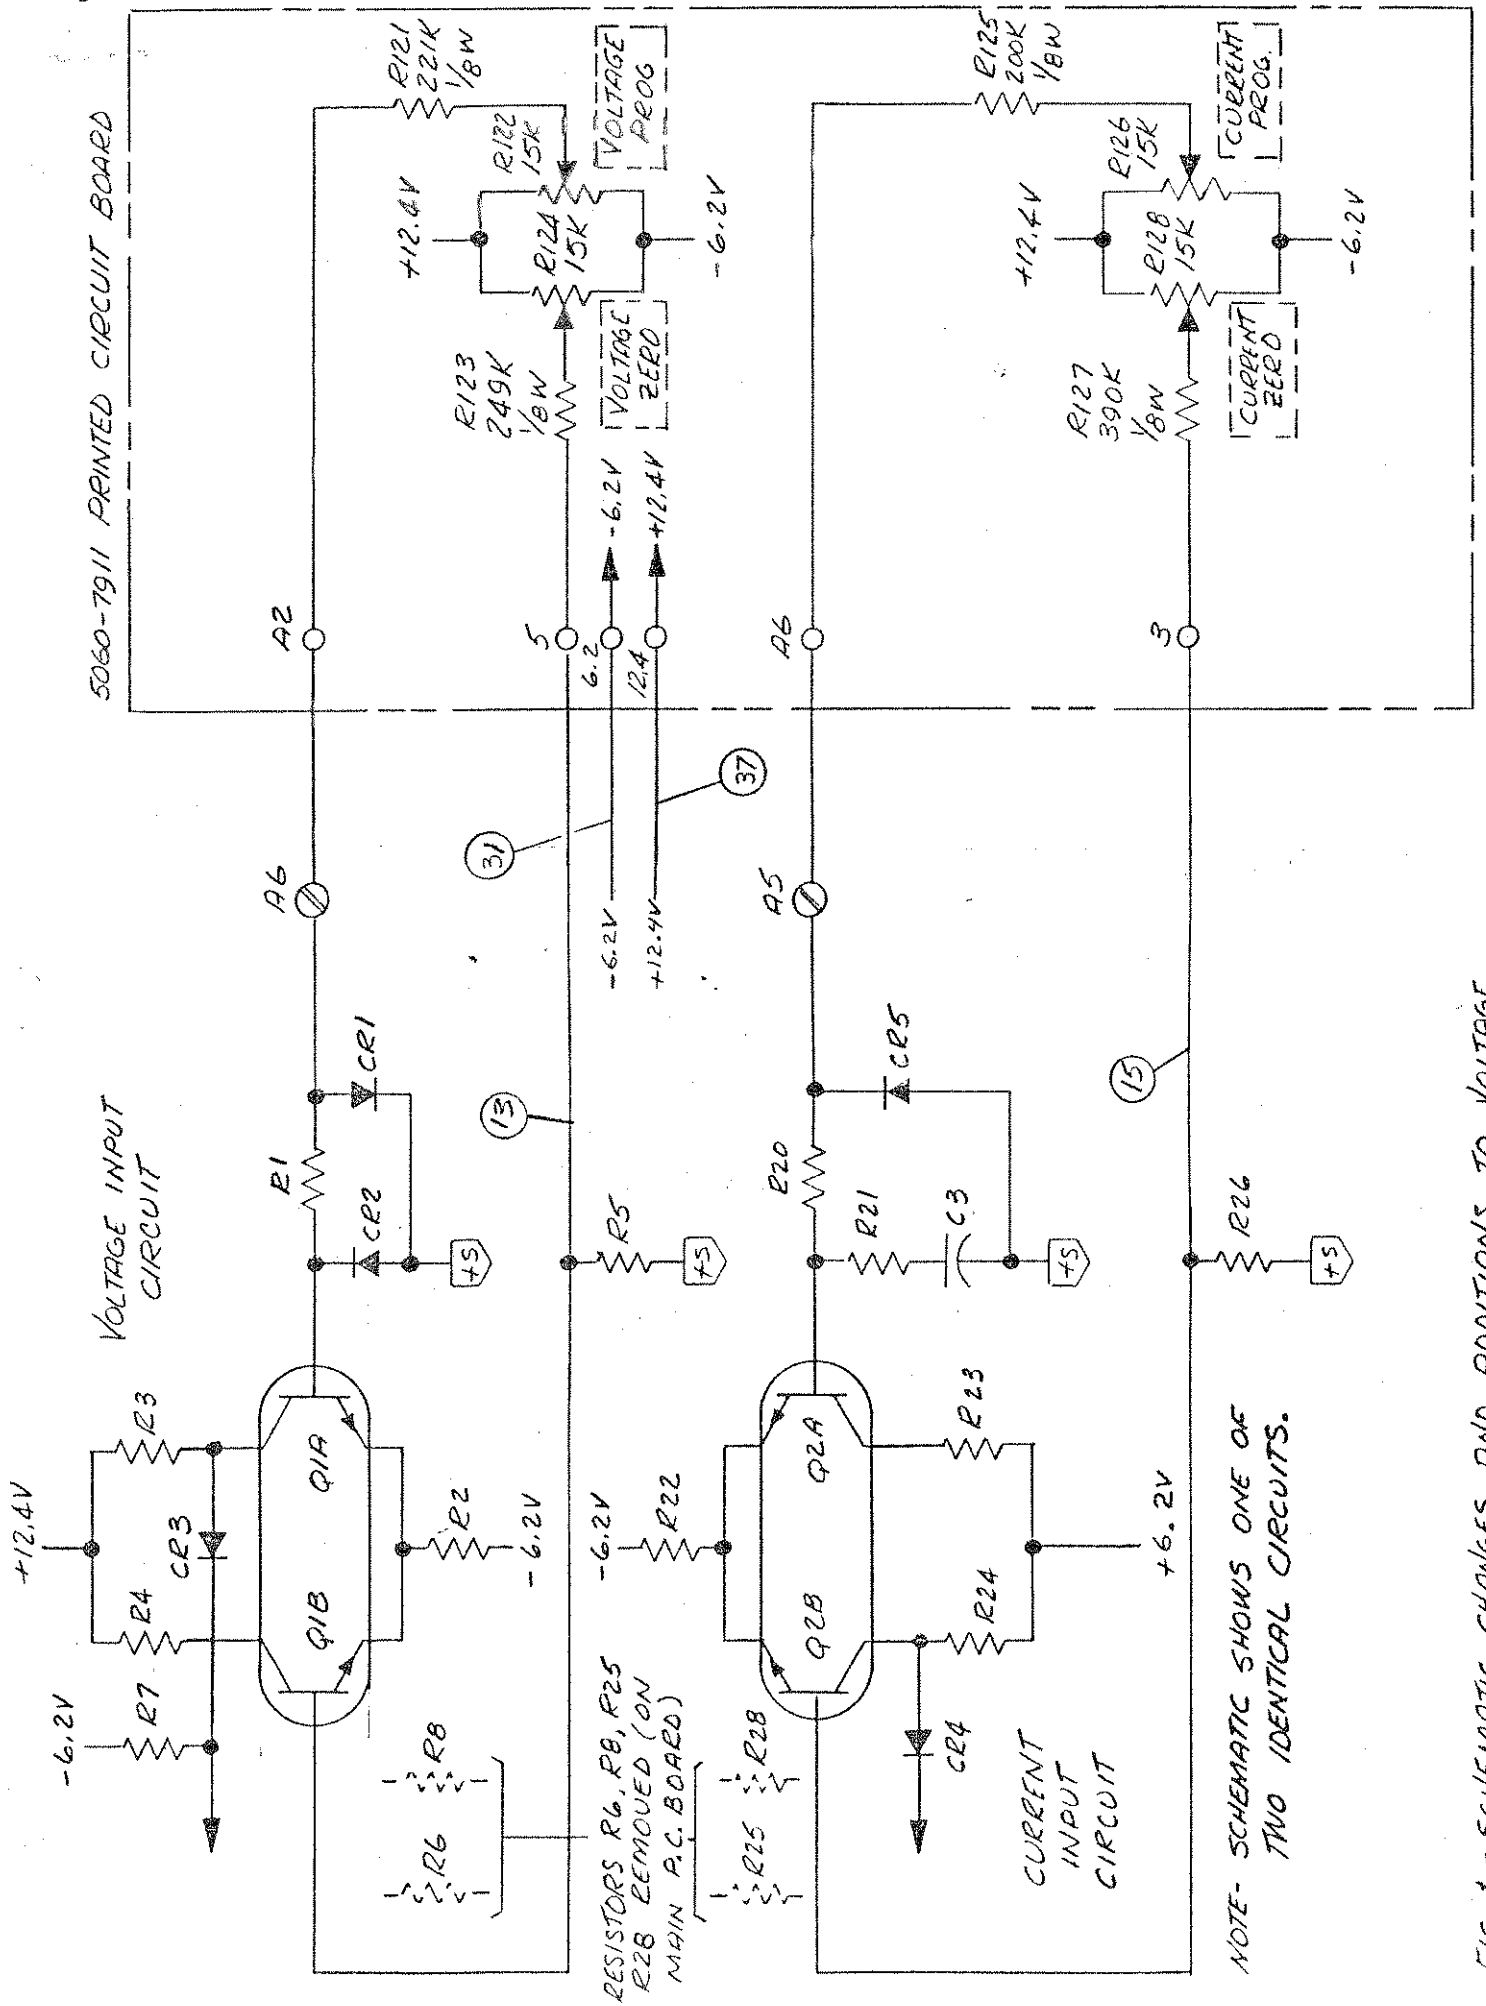 5060-7911 PRINTED CIRCUIT BOARD
VOLTAGE INPUT
CIRCUIT
+12.4V
-6.2V
R7
R4
R3
CR3
Q1B
Q1A
R2
-6.2V
R1
CR2
CR1
+S
A6
A2
R121
221K
1/8W
+12.4V
R122
15K
R124
15K
VOLTAGE
PROG
-6.2V
R123
249K
1/8W
VOLTAGE
ZERO
5
13
R5
+S
31
-6.2V
6.2
-6.2V
37
+12.4V
12.4
+12.4V
R6
R8
RESISTORS R6, R8, R25
R28 REMOVED (ON
MAIN P.C. BOARD)
R25
R28
-6.2V
R22
Q2B
Q2A
R24
R23
+6.2V
CR4
CURRENT
INPUT
CIRCUIT
R20
R21
C3
CR5
+S
A5
A6
R125
200K
1/8W
+12.4V
R126
15K
R128
15K
CURRENT
PROG.
-6.2V
R127
390K
1/8W
CURRENT
ZERO
3
15
R26
+S
NOTE- SCHEMATIC SHOWS ONE OF
TWO IDENTICAL CIRCUITS.
SCHEMATIC CHANGES AND ADDITIONS TO VOLTAGE